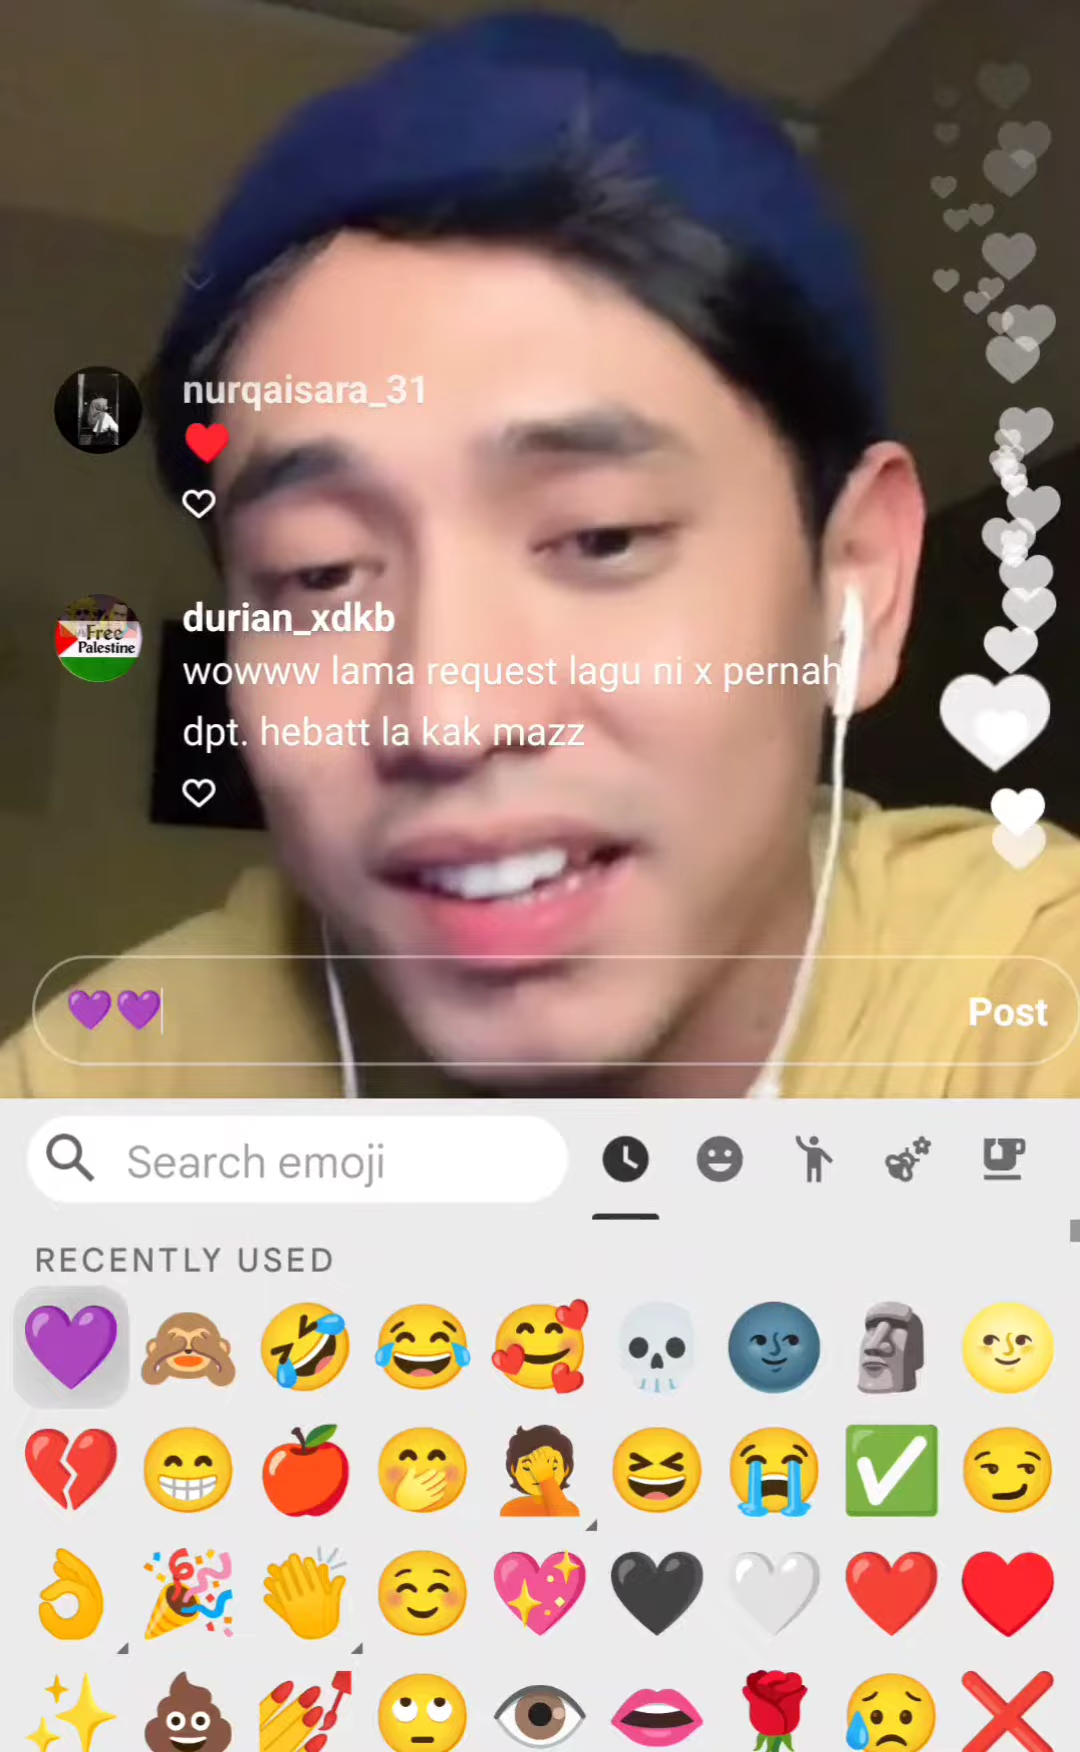 nurqaisara_31
Free
Palestine
durian_xdkb
wowww lama request lagu ni x pernah
dpt. hebatt la kak mazz
Post
Search emoji
RECENTLY USED